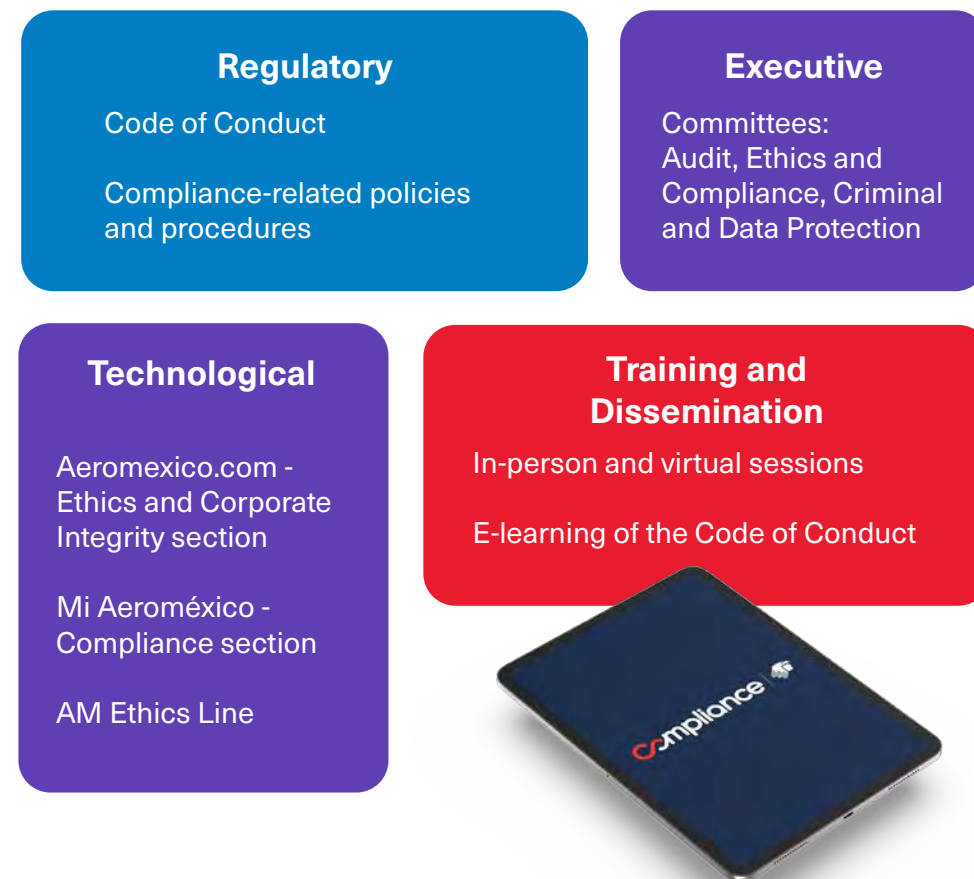 Regulatory
Code of Conduct
Compliance-related policies
and procedures
Executive
Committees:
Audit, Ethics and
Compliance, Criminal
and Data Protection
Technological
Aeromexico.com -
Ethics and Corporate
Integrity section
Mi Aeroméxico -
Compliance section
AM Ethics Line
Training and
Dissemination
In-person and virtual sessions
E-learning of the Code of Conduct
Compliance